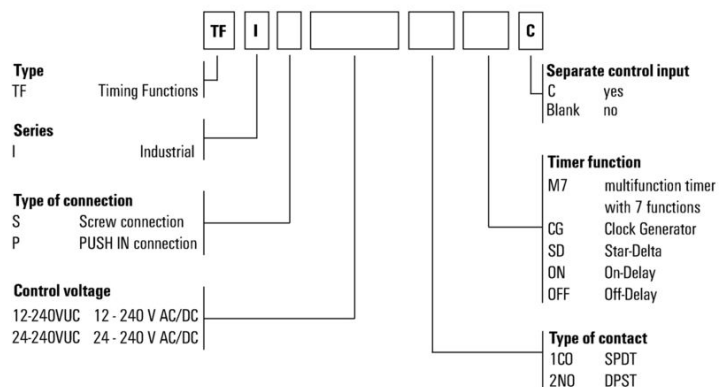 TF I C
Type
TF Timing Functions
Series
I Industrial
Type of connection
S Screw connection
P PUSH IN connection
Control voltage
12-240VUC 12 - 240 V AC/DC
24-240VUC 24 - 240 V AC/DC
Separate control input
C yes
Blank no
Timer function
M7 multifunction timer
with 7 functions
CG Clock Generator
SD Star-Delta
ON On-Delay
OFF Off-Delay
Type of contact
1CO SPDT
2NO DPST